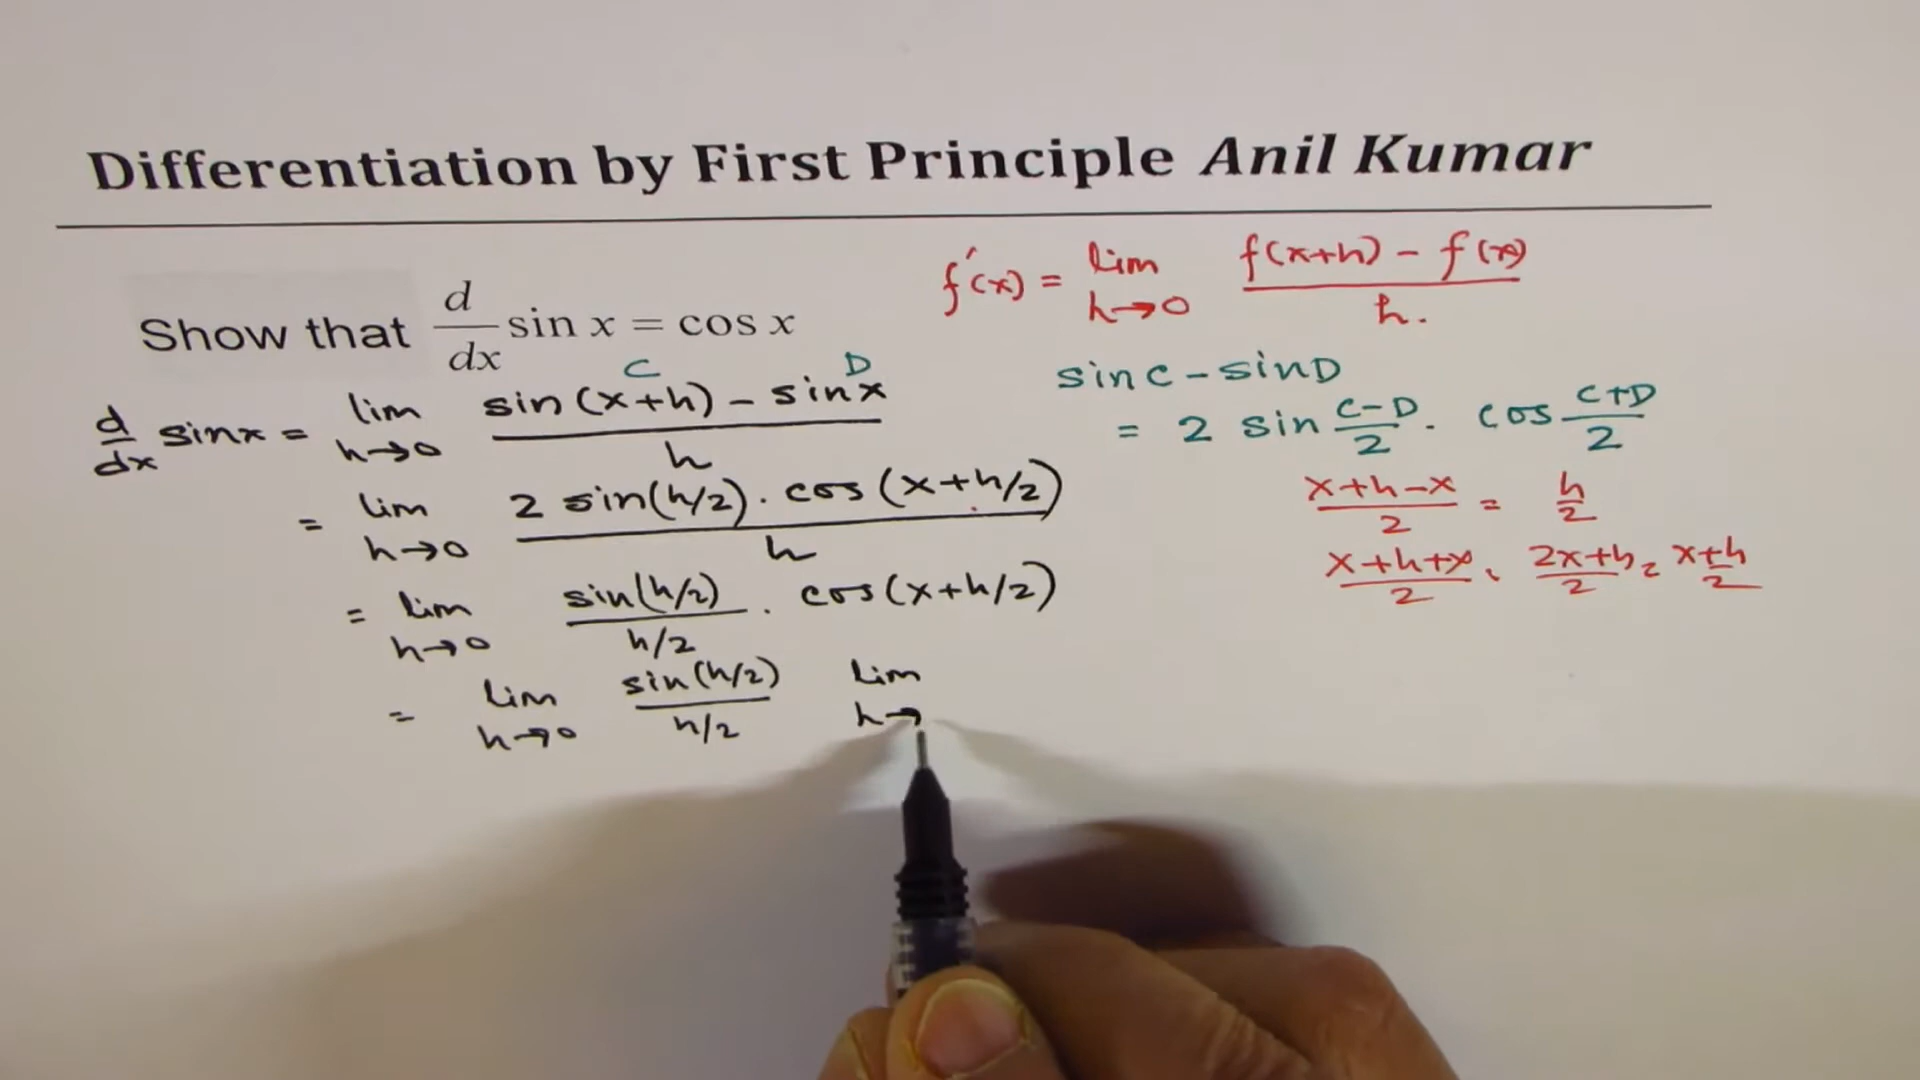 Differentiation by First Principle Anil Kumar
Show that d/dx sin x = cos x
f'(x) = lim h→0 f(x+h) - f(x) / h.
C D
d/dx sinx = lim h→0 sin(x+h) - sinx / h
= lim h→0 2 sin(h/2) . cos(x+h/2) / h
= lim h→0 sin(h/2) / h/2 . cos(x+h/2)
= lim h→0 sin(h/2) / h/2 lim h→
sinC - sinD
= 2 sin C-D/2 . cos C+D/2
x+h-x / 2 = h/2
x+h+x / 2 , 2x+h / 2 = x+h/2